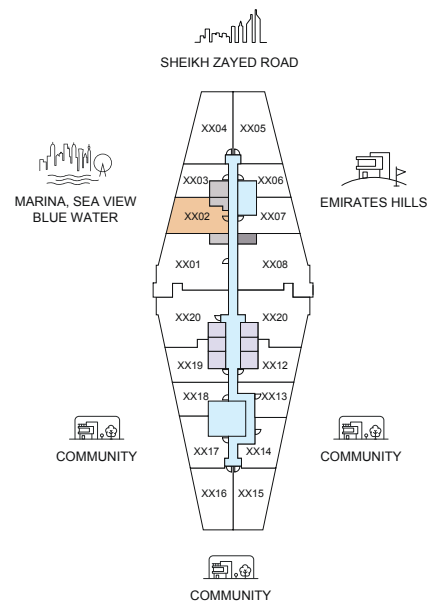 SHEIKH ZAYED ROAD
XX04 XX05
XX03 XX06
MARINA, SEA VIEW
BLUE WATER
EMIRATES HILLS
XX02 XX07
XX01 XX08
XX20 XX20
XX19 XX12
XX18 XX13
COMMUNITY
XX17 XX14
COMMUNITY
XX16 XX15
COMMUNITY